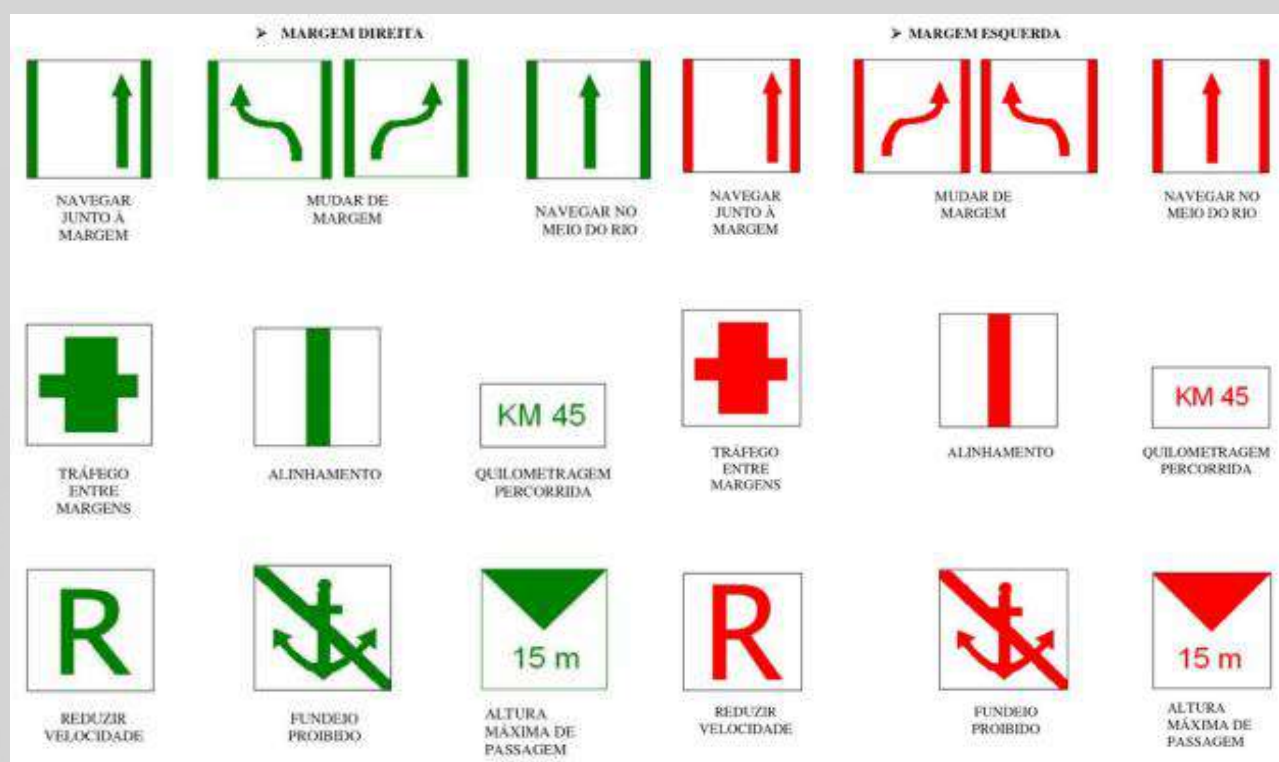 ➢ MARGEM DIREITA
NAVEGAR
JUNTO À
MARGEM
MUDAR DE
MARGEM
NAVEGAR NO
MEIO DO RIO
TRÁFEGO
ENTRE
MARGENS
ALINHAMENTO
KM 45
QUILOMETRAGEM
PERCORRIDA
R
REDUZIR
VELOCIDADE
FUNDEIO
PROIBIDO
15 m
ALTURA
MÁXIMA DE
PASSAGEM
➢ MARGEM ESQUERDA
NAVEGAR
JUNTO À
MARGEM
MUDAR DE
MARGEM
NAVEGAR NO
MEIO DO RIO
TRÁFEGO
ENTRE
MARGENS
ALINHAMENTO
KM 45
QUILOMETRAGEM
PERCORRIDA
R
REDUZIR
VELOCIDADE
FUNDEIO
PROIBIDO
15 m
ALTURA
MÁXIMA DE
PASSAGEM